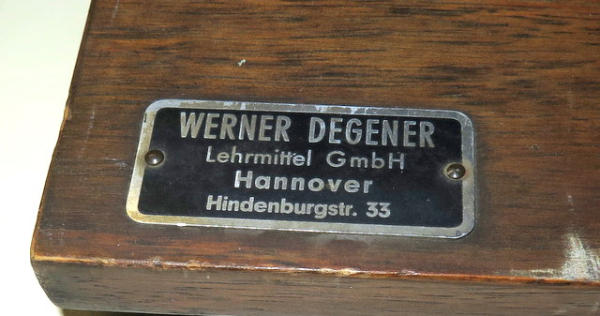 WERNER DEGENER
Lehrmittel GmbH
Hannover
Hindenburgstr. 33